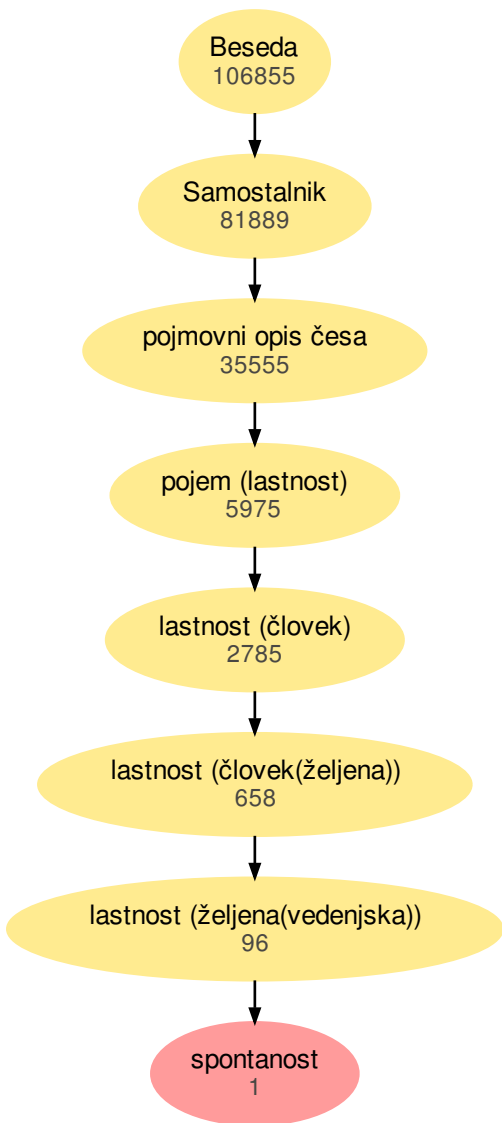 Beseda
106855
Samostalnik
81889
pojmovni opis česa
35555
pojem (lastnost)
5975
lastnost (človek)
2785
lastnost (človek(željena))
658
lastnost (željena(vedenjska))
96
spontanost
1